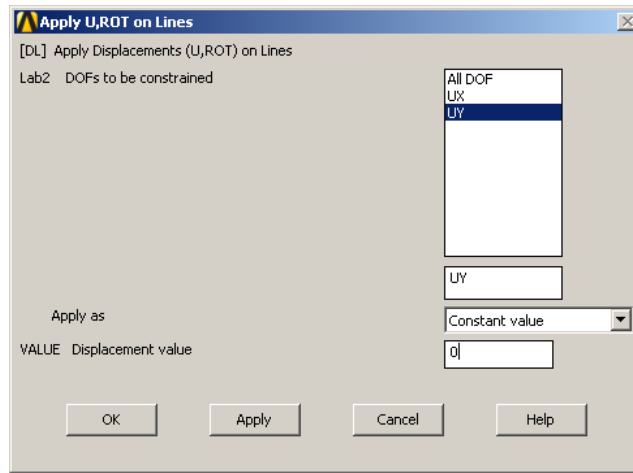 Apply U,ROT on Lines
[DL] Apply Displacements (U,ROT) on Lines
Lab2 DOFs to be constrained
All DOF
UX
UY
UY
Apply as
Constant value
VALUE Displacement value
0
OK Apply Cancel Help